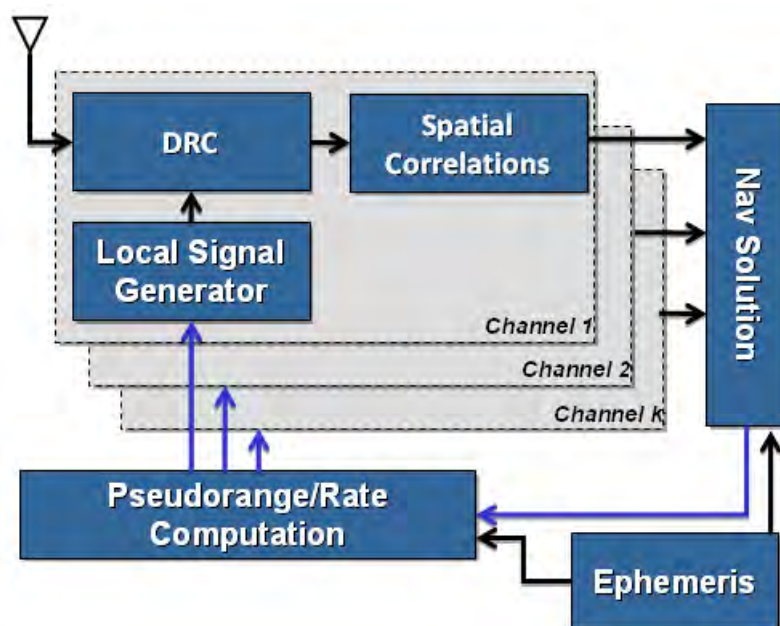 DRC
Spatial
Correlations
Local Signal
Generator
Channel 1
Channel 2
Channel K
Nav Solution
Pseudorange/Rate
Computation
Ephemeris